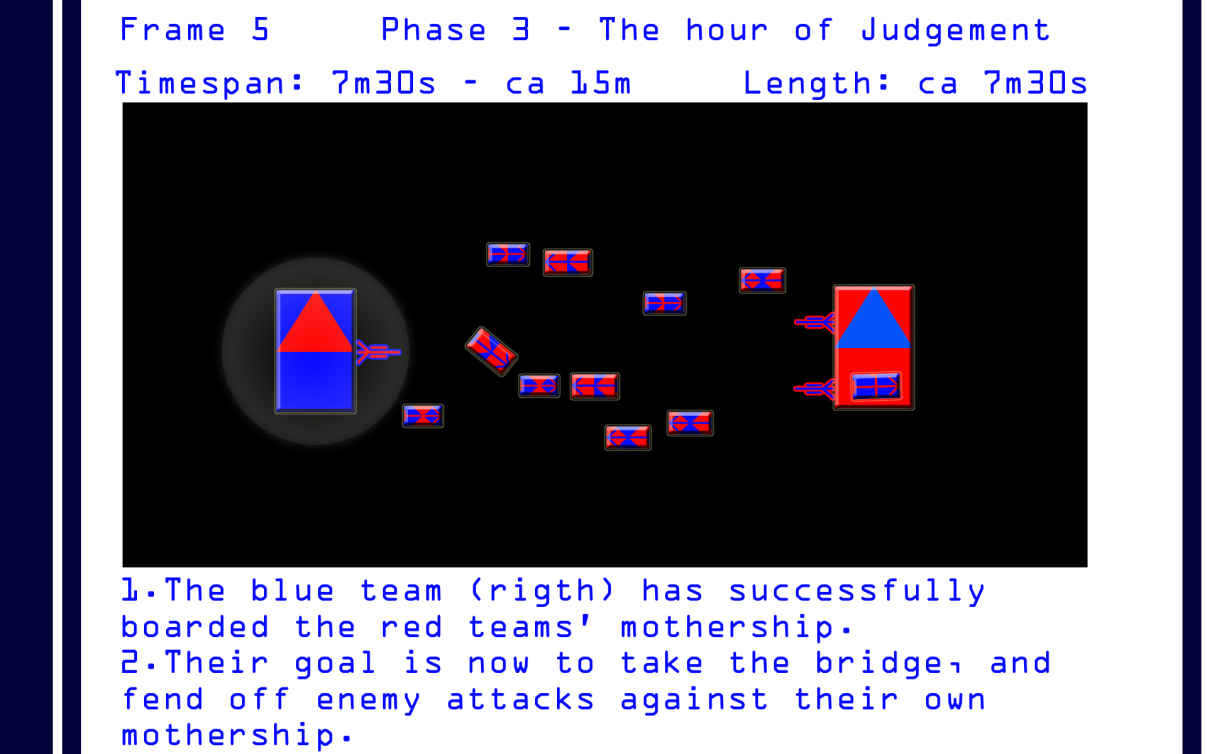 Frame 5 Phase 3 - The hour of Judgement
Timespan: 7m30s - ca 15m Length: ca 7m30s
1.The blue team (rigth) has successfully
boarded the red teams' mothership.
2.Their goal is now to take the bridge, and
fend off enemy attacks against their own
mothership.